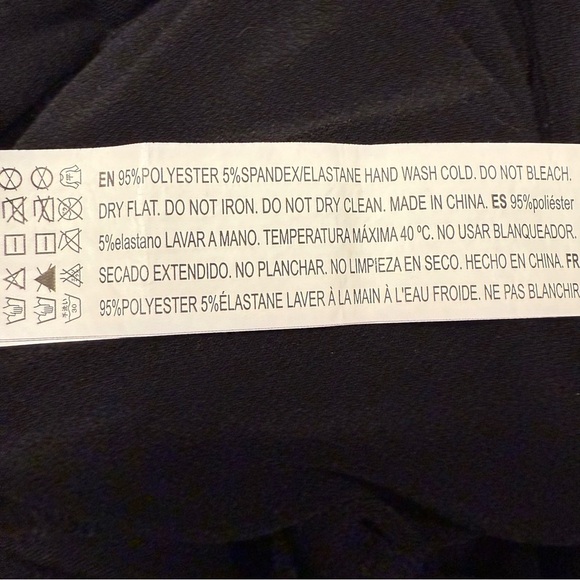 EN 95%POLYESTER 5%SPANDEX/ELASTANE HAND WASH COLD. DO NOT BLEACH.
DRY FLAT. DO NOT IRON. DO NOT DRY CLEAN. MADE IN CHINA. ES 95%poliéster
5%elastano LAVAR A MANO. TEMPERATURA MÁXIMA 40 ºC. NO USAR BLANQUEADOR.
SECADO EXTENDIDO. NO PLANCHAR. NO LIMPIEZA EN SECO. HECHO EN CHINA. FR
95%POLYESTER 5%ÉLASTANE LAVER À LA MAIN À L'EAU FROIDE. NE PAS BLANCHIR